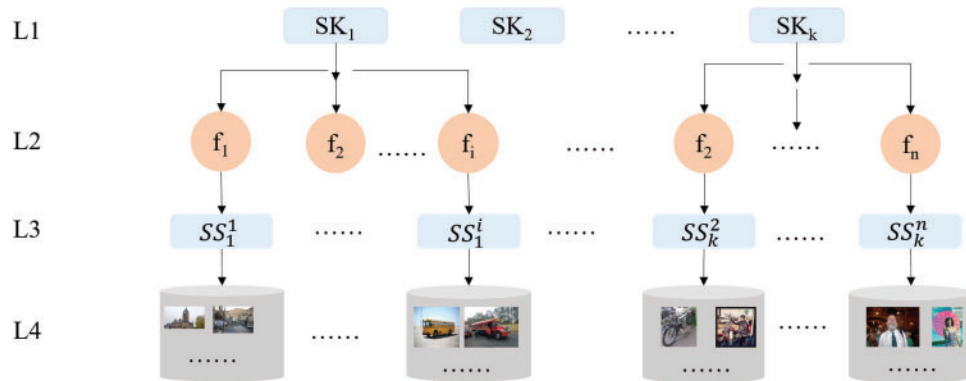 L1 SK₁ SK₂ ...... SKₖ
L2 f₁ f₂ ...... fᵢ ...... f₂ ...... fₙ
L3 SS₁¹ ...... SS₁ⁱ ...... SSₖ² ...... SSₖⁿ
L4 ...... ...... ...... ...... ...... ......